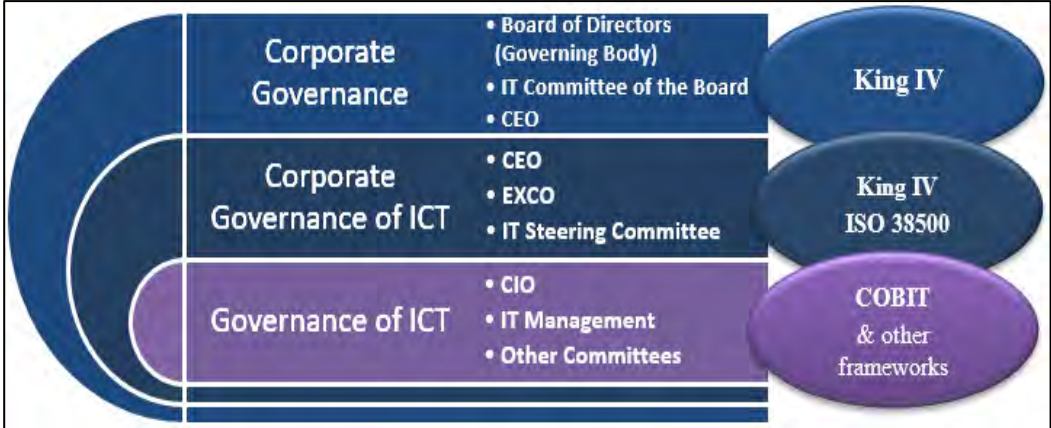 Corporate
Governance
• Board of Directors
(Governing Body)
• IT Committee of the Board
• CEO
King IV
Corporate
Governance of ICT
• CEO
• EXCO
• IT Steering Committee
King IV
ISO 38500
Governance of ICT
• CIO
• IT Management
• Other Committees
COBIT
& other
frameworks